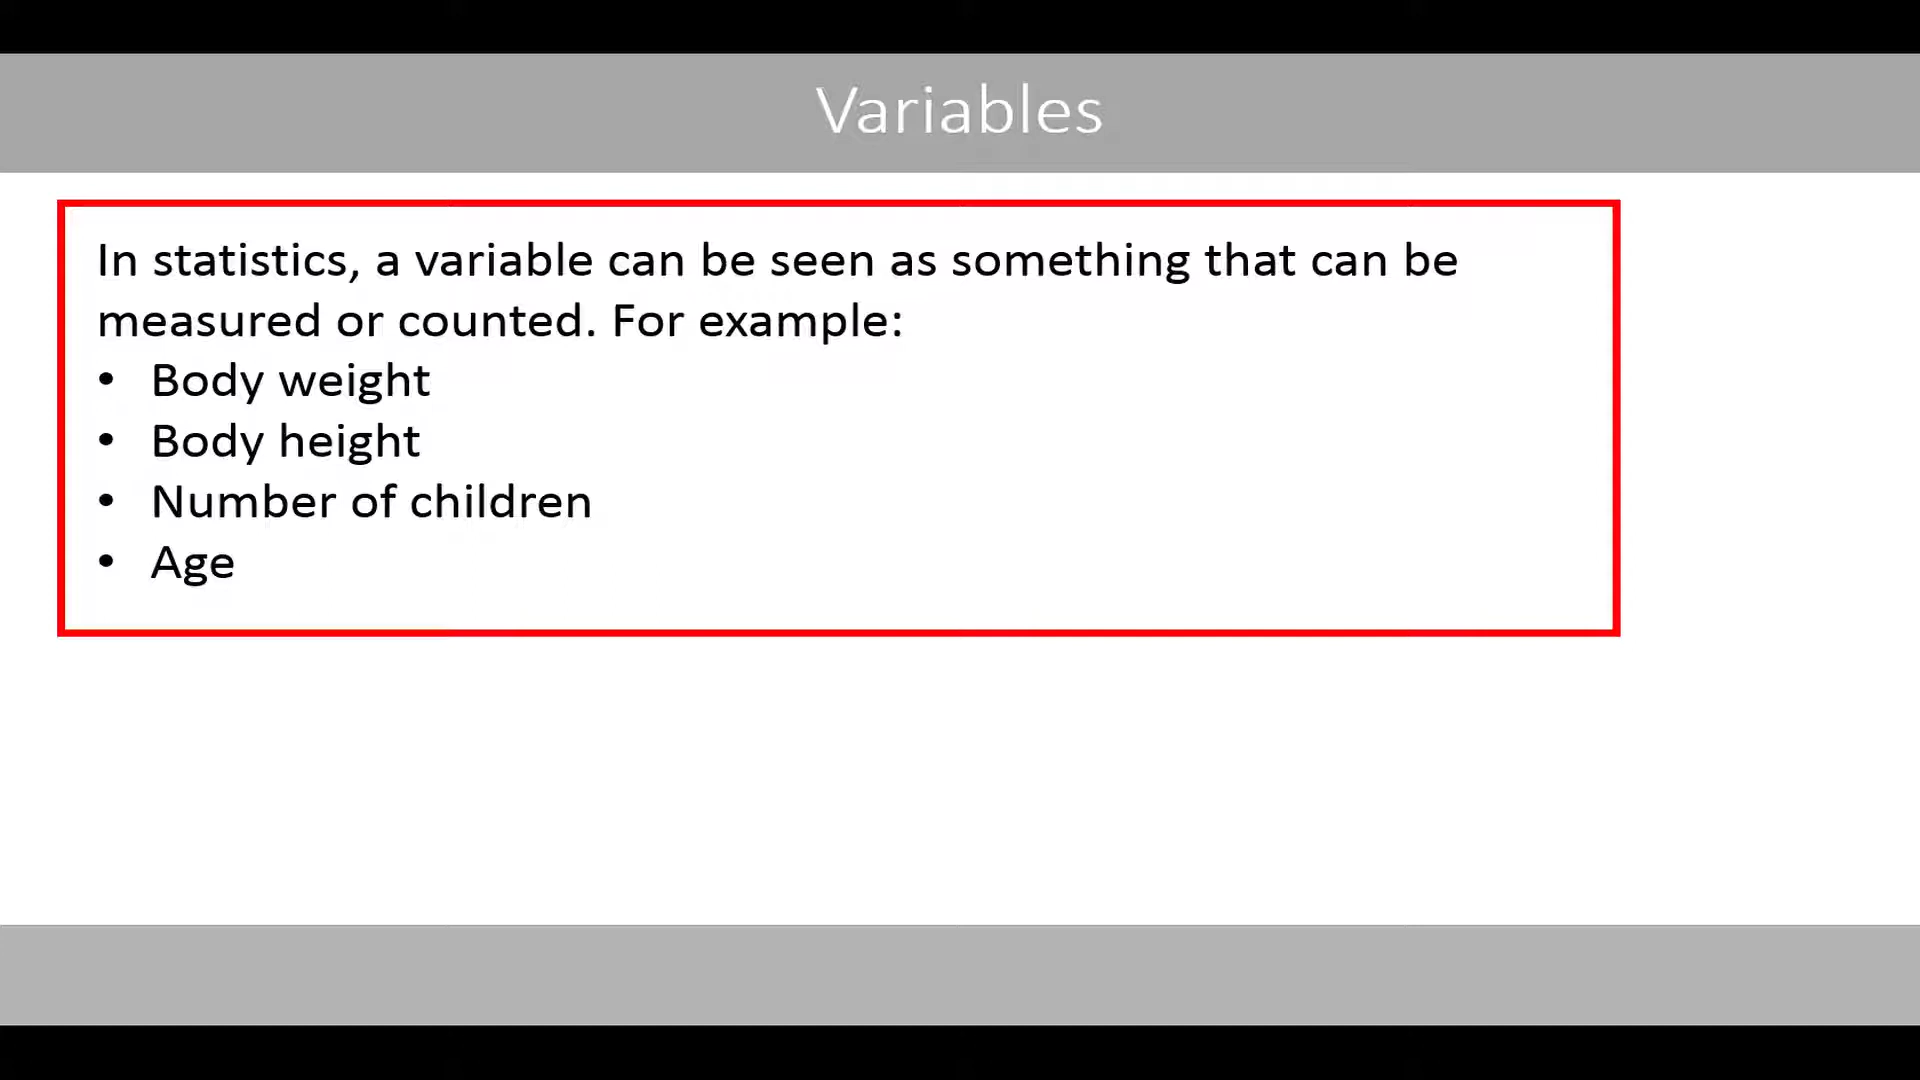 Variables
In statistics, a variable can be seen as something that can be
measured or counted. For example:
• Body weight
• Body height
• Number of children
• Age